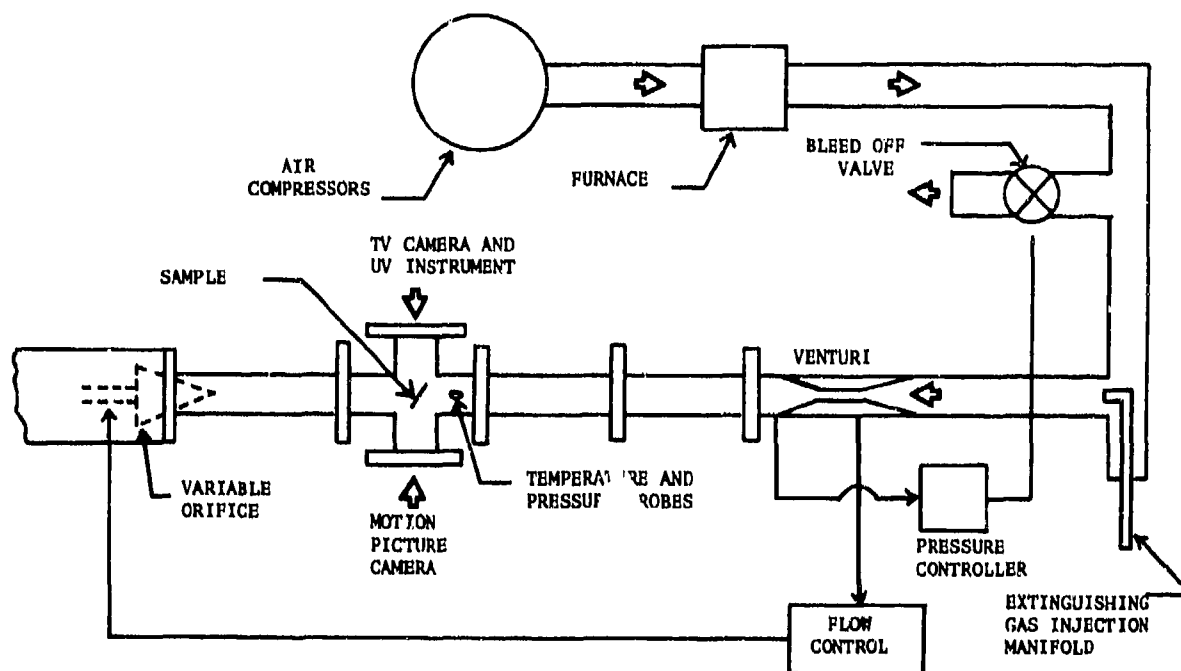 AIR
COMPRESSORS
FURNACE
BLEED OFF
VALVE
TV CAMERA AND
UV INSTRUMENT
SAMPLE
VENTURI
VARIABLE
ORIFICE
MOTION
PICTURE
CAMERA
AND
PRESSURE
CONTROLLER
FLOW
CONTROL
EXTINGUISHING
GAS INJECTION
MANIFOLD